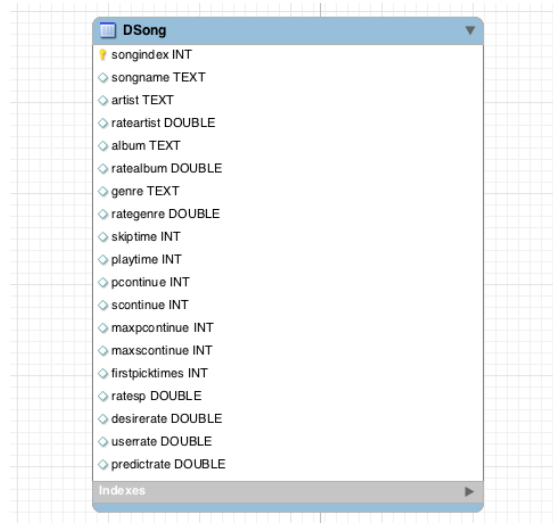 DSong
songindex INT
songname TEXT
artist TEXT
rateartist DOUBLE
album TEXT
ratealbum DOUBLE
genre TEXT
rategenre DOUBLE
skiptime INT
playtime INT
pcontinue INT
scontinue INT
maxpcontinue INT
maxscontinue INT
firstpicktimes INT
ratesp DOUBLE
desirerate DOUBLE
userrate DOUBLE
predictrate DOUBLE
Indexes